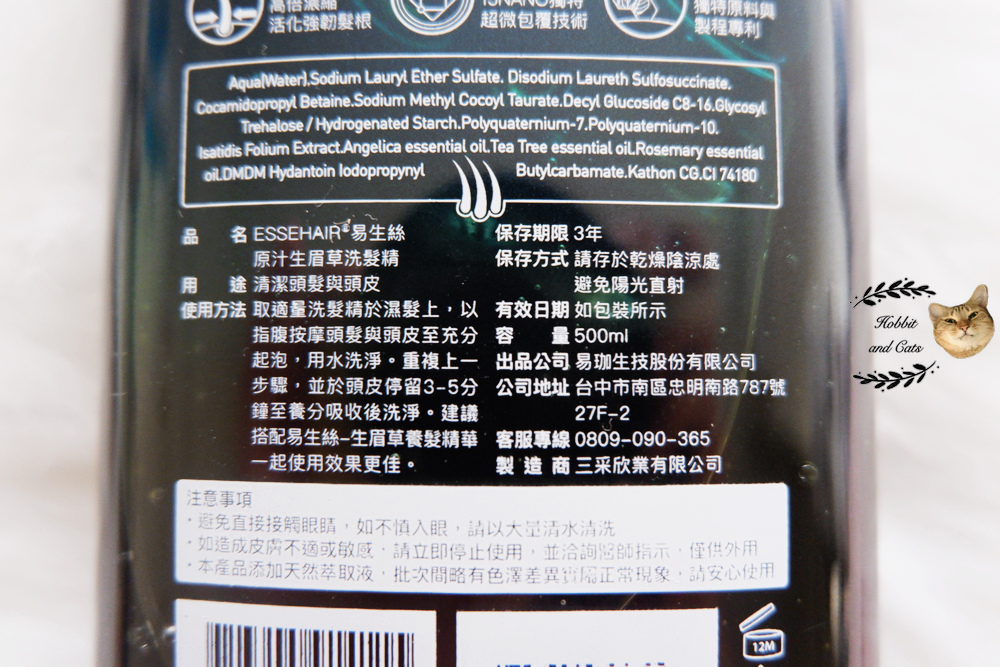 高倍濃縮
活化強韌髮根
15NANO獨特
超微包覆技術
獨特原料與
製程專利
Aqua(Water).Sodium Lauryl Ether Sulfate. Disodium Laureth Sulfosuccinate.
Cocamidopropyl Betaine.Sodium Methyl Cocoyl Taurate.Decyl Glucoside C8-16.Glycosyl
Trehalose / Hydrogenated Starch.Polyquaternium-7.Polyquaternium-10.
Isatidis Folium Extract.Angelica essential oil.Tea Tree essential oil.Rosemary essential
oil.DMDM Hydantoin Iodopropynyl Butylcarbamate.Kathon CG.CI 74180
品 名 ESSEHAIR®易生絲
原汁生眉草洗髮精
用 途 清潔頭髮與頭皮
使用方法 取適量洗髮精於濕髮上，以
指腹按摩頭髮與頭皮至充分
起泡，用水洗淨。重複上一
步驟，並於頭皮停留3-5分
鐘至養分吸收後洗淨。建議
搭配易生絲-生眉草養髮精華
一起使用效果更佳。
保存期限 3年
保存方式 請存於乾燥陰涼處
避免陽光直射
有效日期 如包裝所示
容 量 500ml
出品公司 易珈生技股份有限公司
公司地址 台中市南區忠明南路787號
27F-2
客服專線 0809-090-365
製 造 商 三采欣業有限公司
注意事項
・避免直接接觸眼睛，如不慎入眼，請以大量清水清洗
・如造成皮膚不適或敏感，請立即停止使用，並洽詢醫師指示，僅供外用
・本產品添加天然萃取液，批次間略有色澤差異實屬正常現象，請安心使用
12M
Hobbit
and Cats